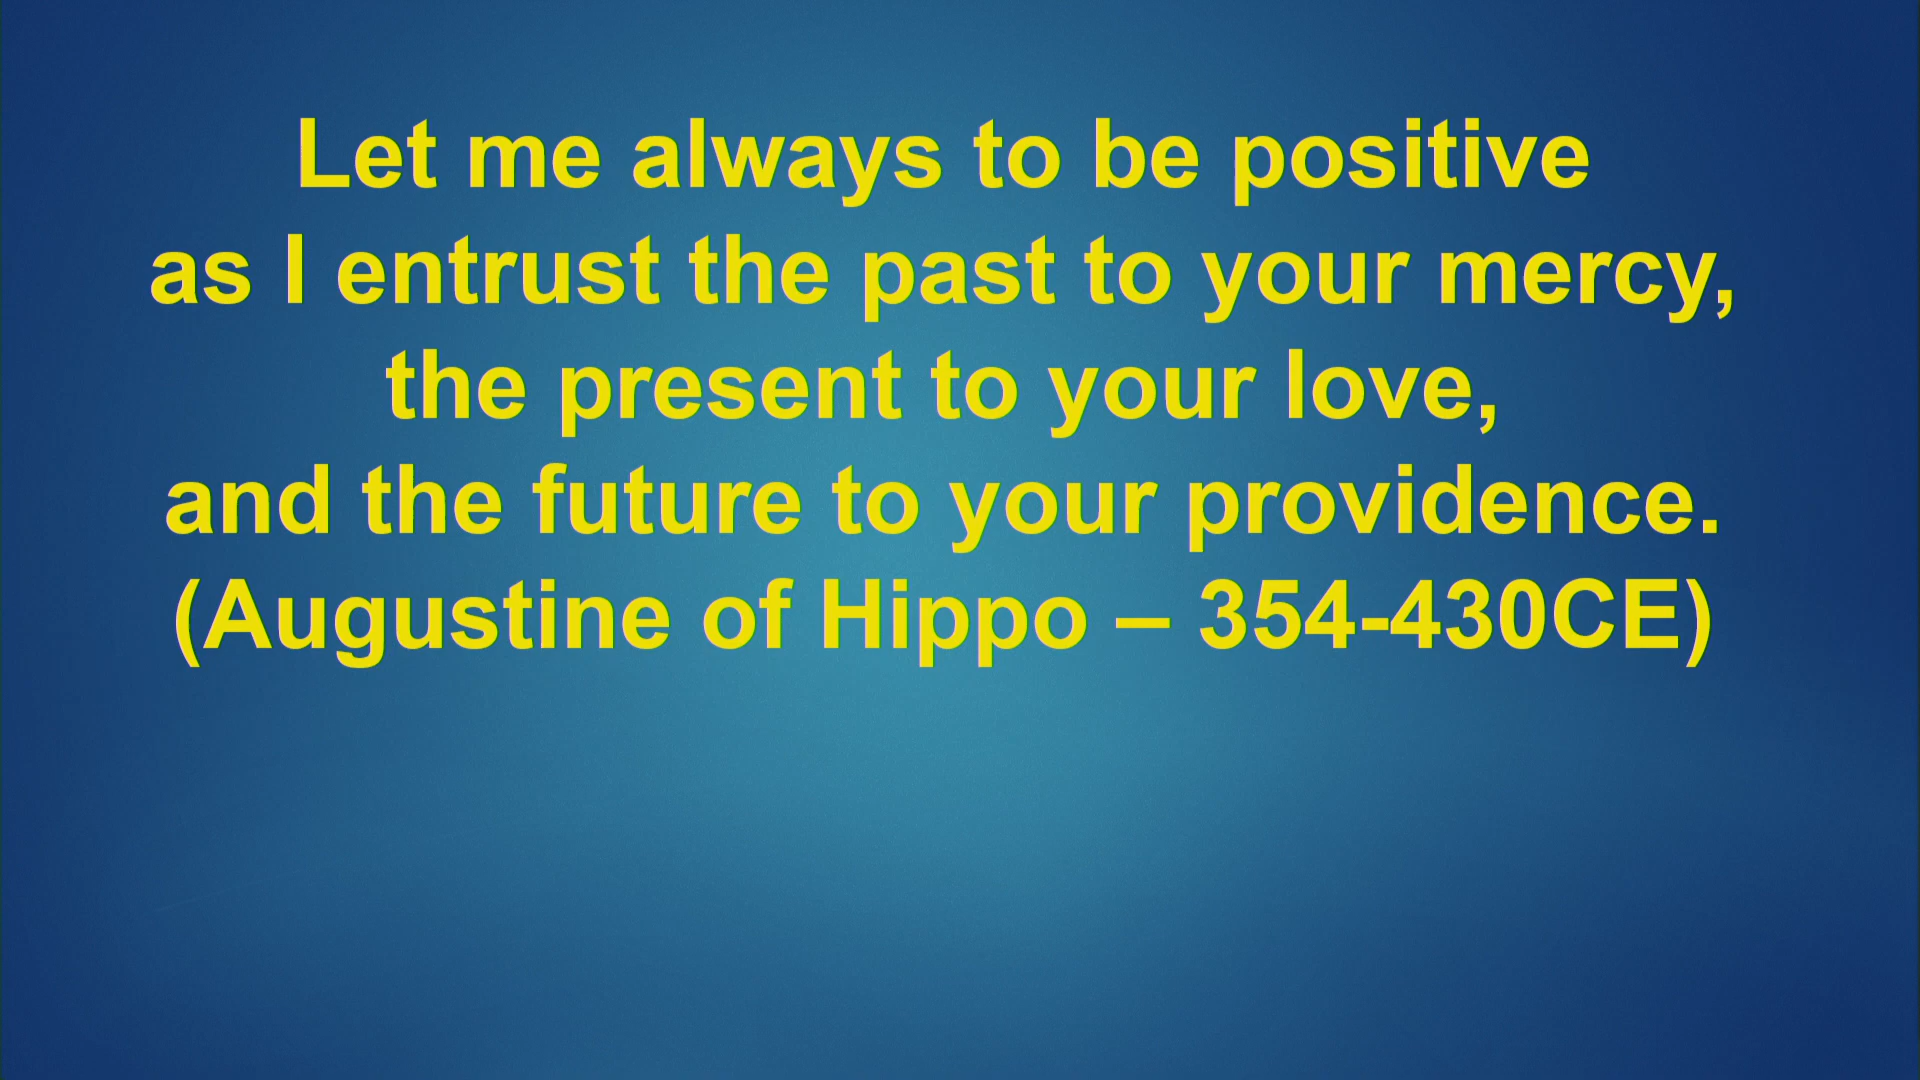 Let me always to be positive
as I entrust the past to your mercy,
the present to your love,
and the future to your providence.
(Augustine of Hippo – 354-430CE)